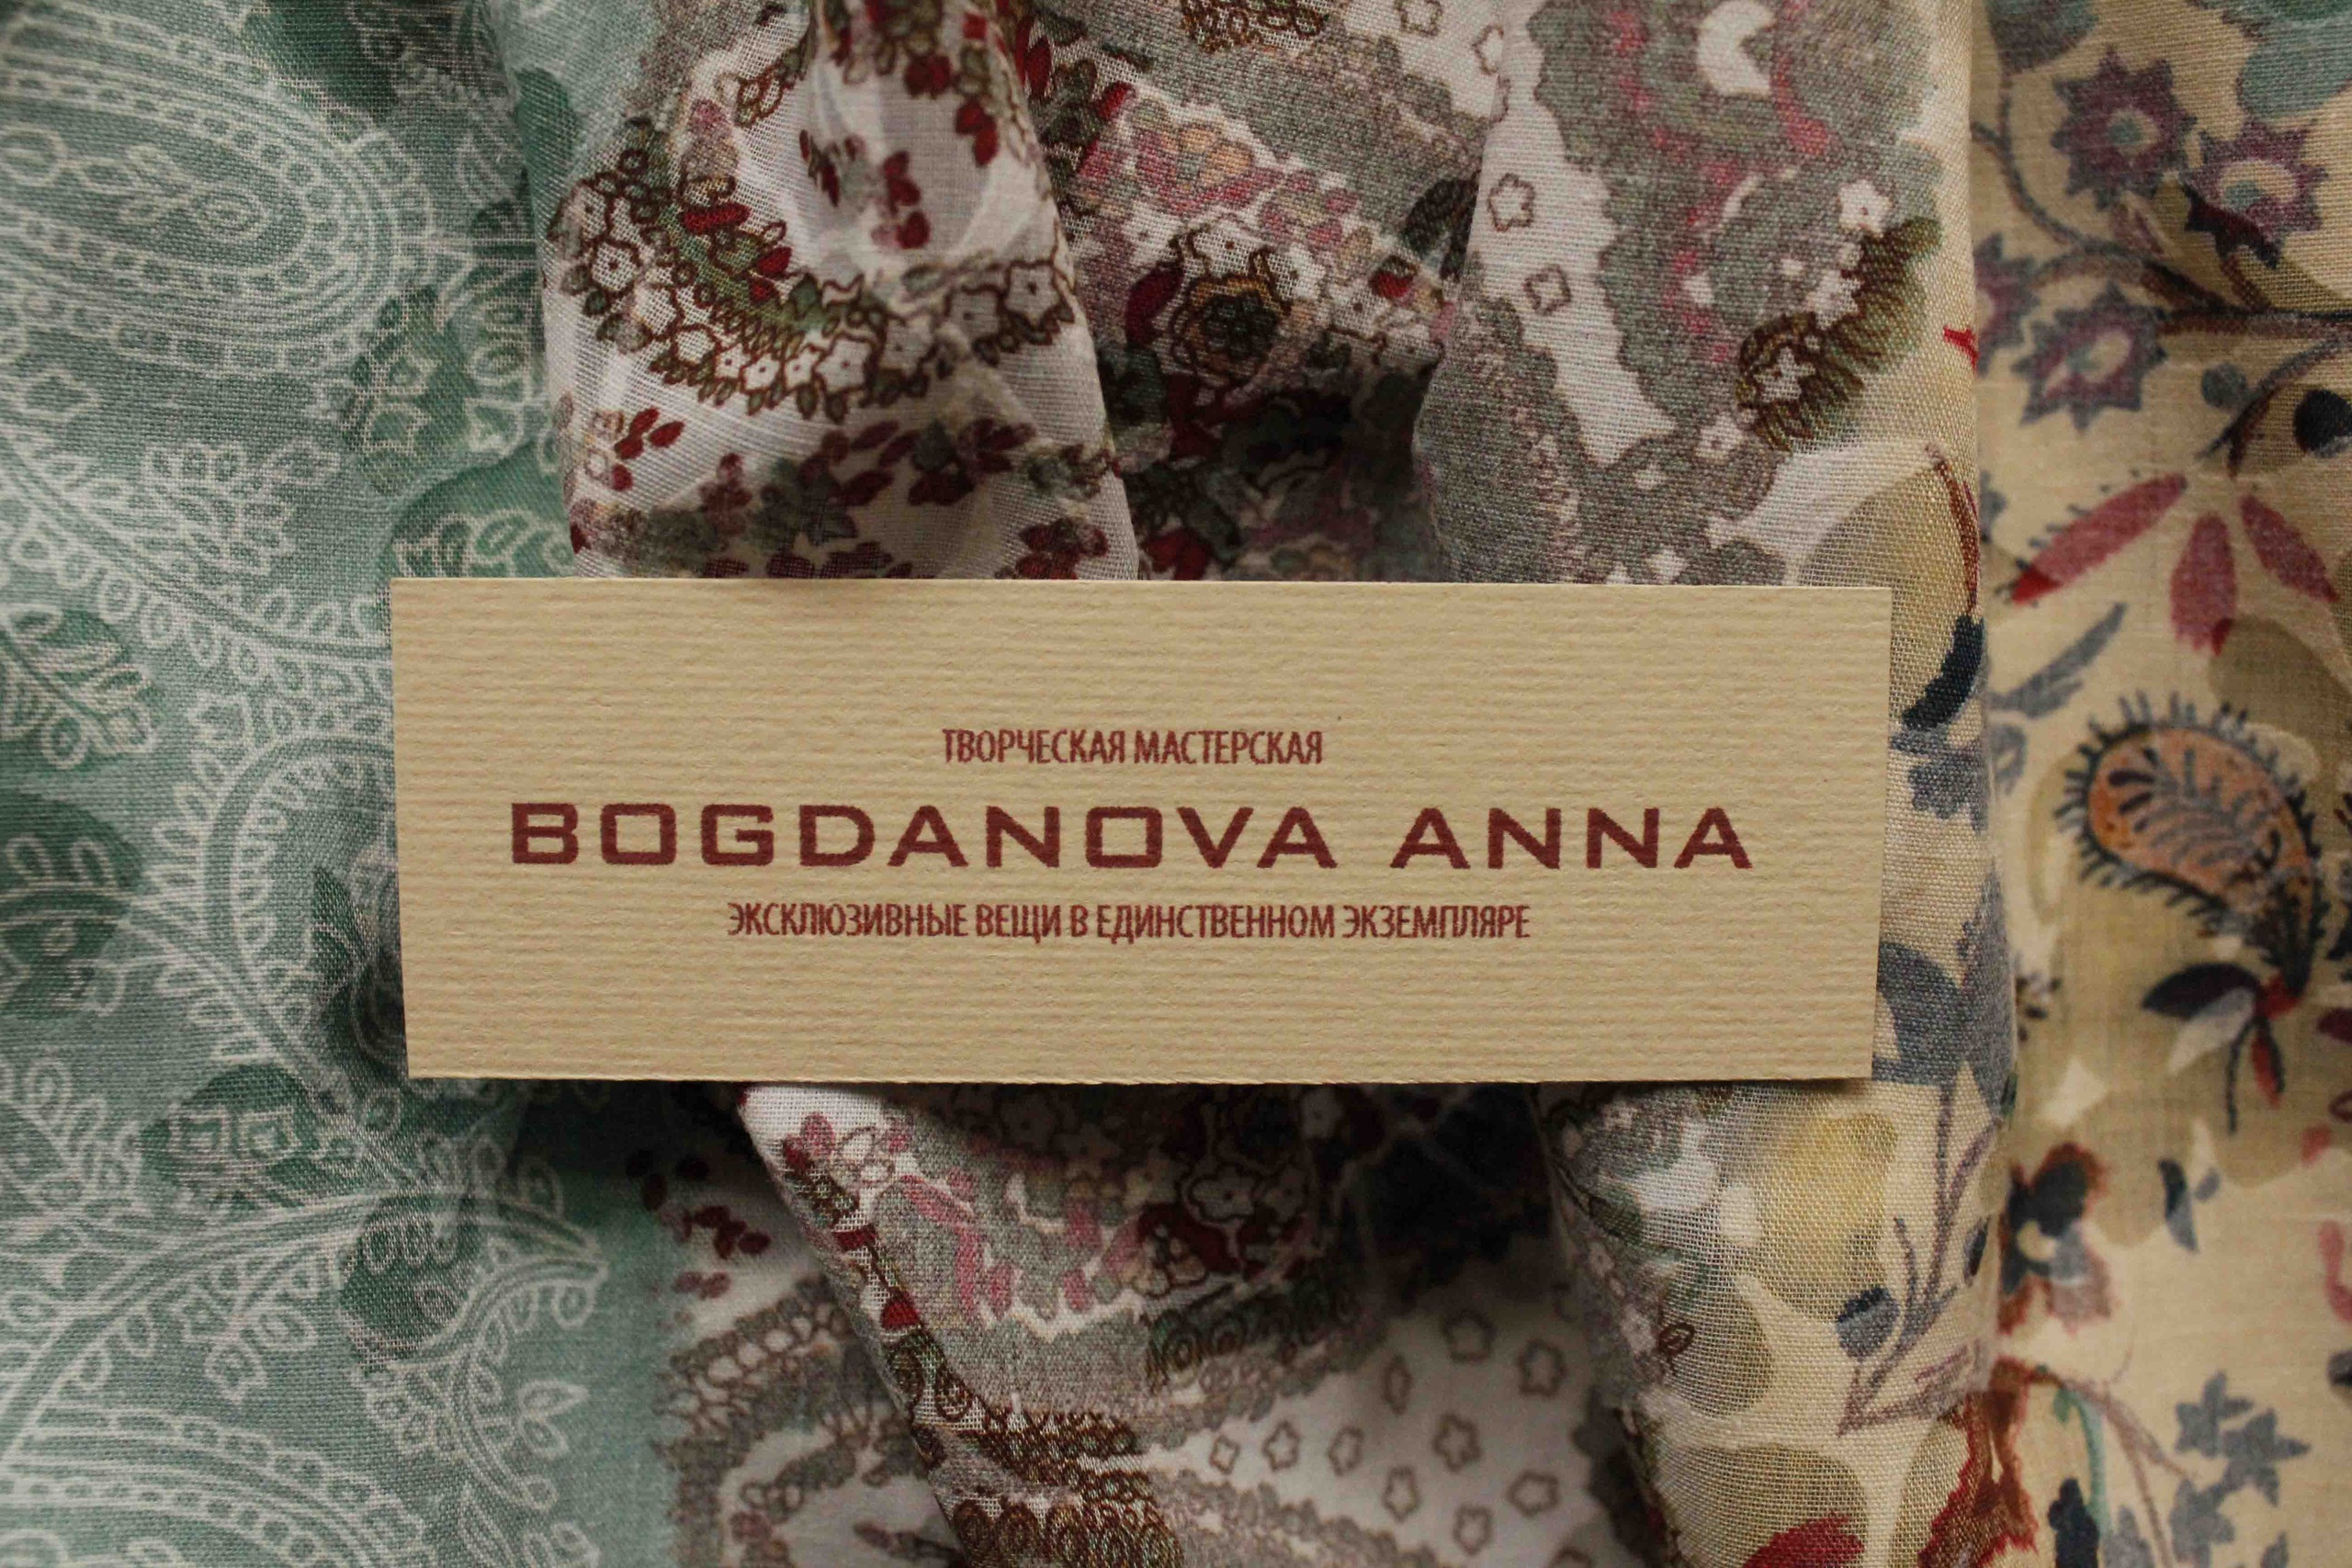 ТВОРЧЕСКАЯ МАСТЕРСКАЯ
BOGDANOVA ANNA
ЭКСКЛЮЗИВНЫЕ ВЕЩИ В ЕДИНСТВЕННОМ ЭКЗЕМПЛЯРЕ